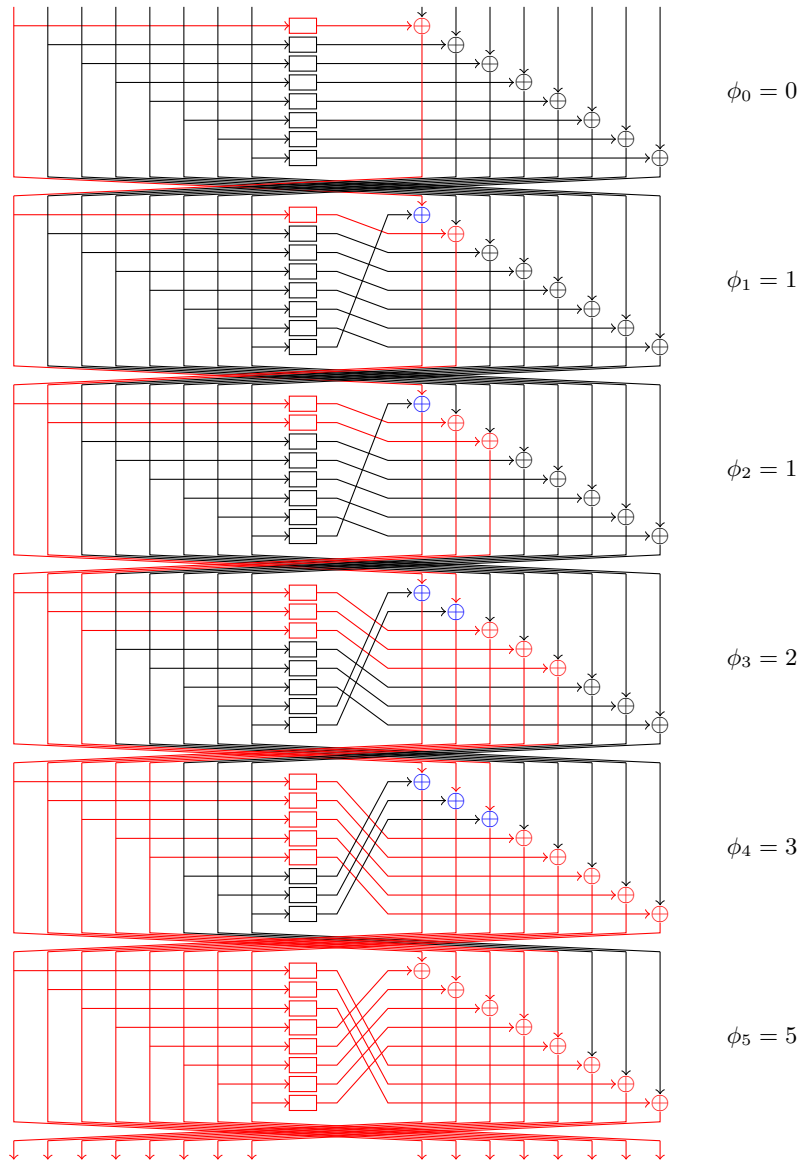 ϕ₀ = 0
ϕ₁ = 1
ϕ₂ = 1
ϕ₃ = 2
ϕ₄ = 3
ϕ₅ = 5